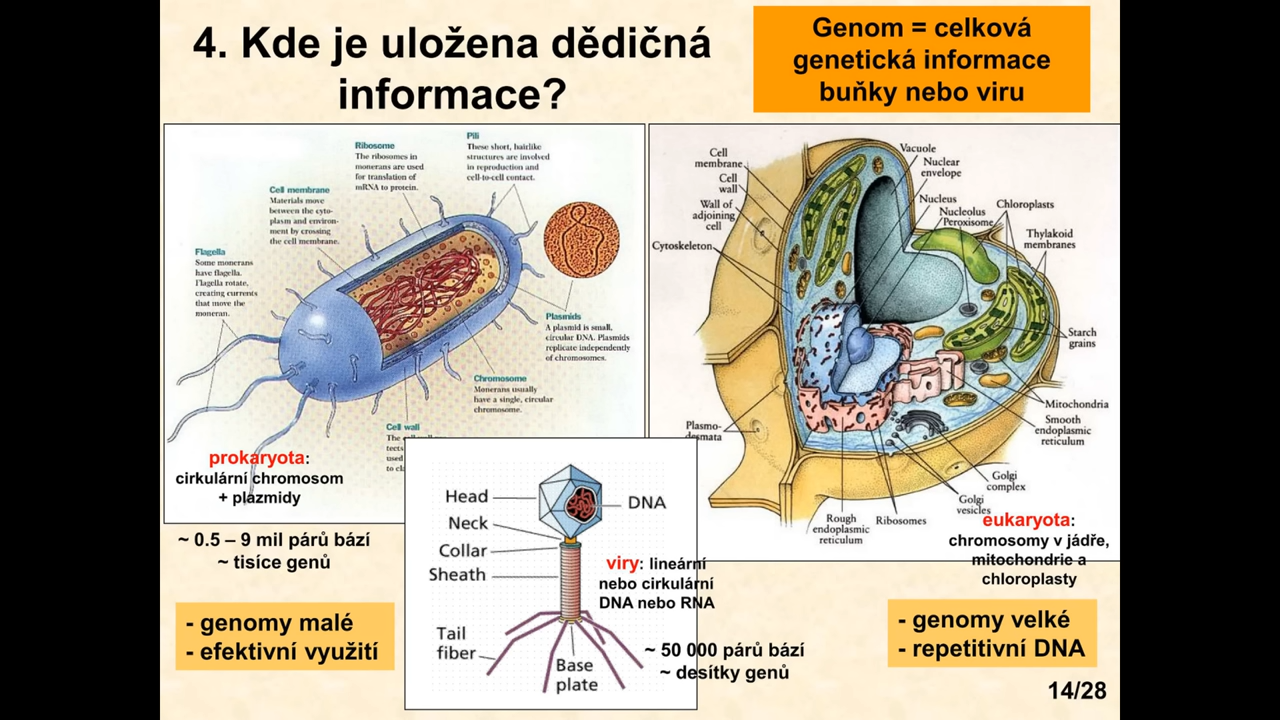 4. Kde je uložena dědičná
informace?
Genom = celková
genetická informace
buňky nebo viru
Pili
These short, hairlike
structures are involved
in reproduction and
cell-to-cell contact.
Ribosome
The ribosomes in
monerans are used
for translation of
mRNA to protein.
Cell membrane
Materials move
between the cyto-
plasm and environ-
ment by crossing
the cell membrane.
Flagella
Some monerans
have flagella.
Flagella rotate,
creating currents
that move the
moneran.
Plasmids
A plasmid is small,
circular DNA. Plasmids
replicate independently
of chromosomes.
Chromosome
Monerans usually
have a single, circular
chromosome.
Cell wall
The
tects
used
to
prokaryota:
cirkulární chromosom
+ plazmidy
~ 0.5 – 9 mil párů bází
~ tisíce genů
- genomy malé
- efektivní využití
Head
DNA
Neck
Collar
Sheath
Tail
fiber
Base
plate
viry: lineární
nebo cirkulární
DNA nebo RNA
~ 50 000 párů bází
~ desítky genů
Cell
membrane
Cell
wall
Wall of
adjoining
cell
Cytoskeleton
Vacuole
Nuclear
envelope
Nucleus
Nucleolus
Peroxisome
Chloroplasts
Thylakoid
membranes
Starch
grains
Mitochondria
Smooth
endoplasmic
reticulum
Plasmo-
desmata
Golgi
complex
Golgi
vesicles
Ribosomes
Rough
endoplasmic
reticulum
eukaryota:
chromosomy v jádře,
mitochondrie a
chloroplasty
- genomy velké
- repetitivní DNA
14/28